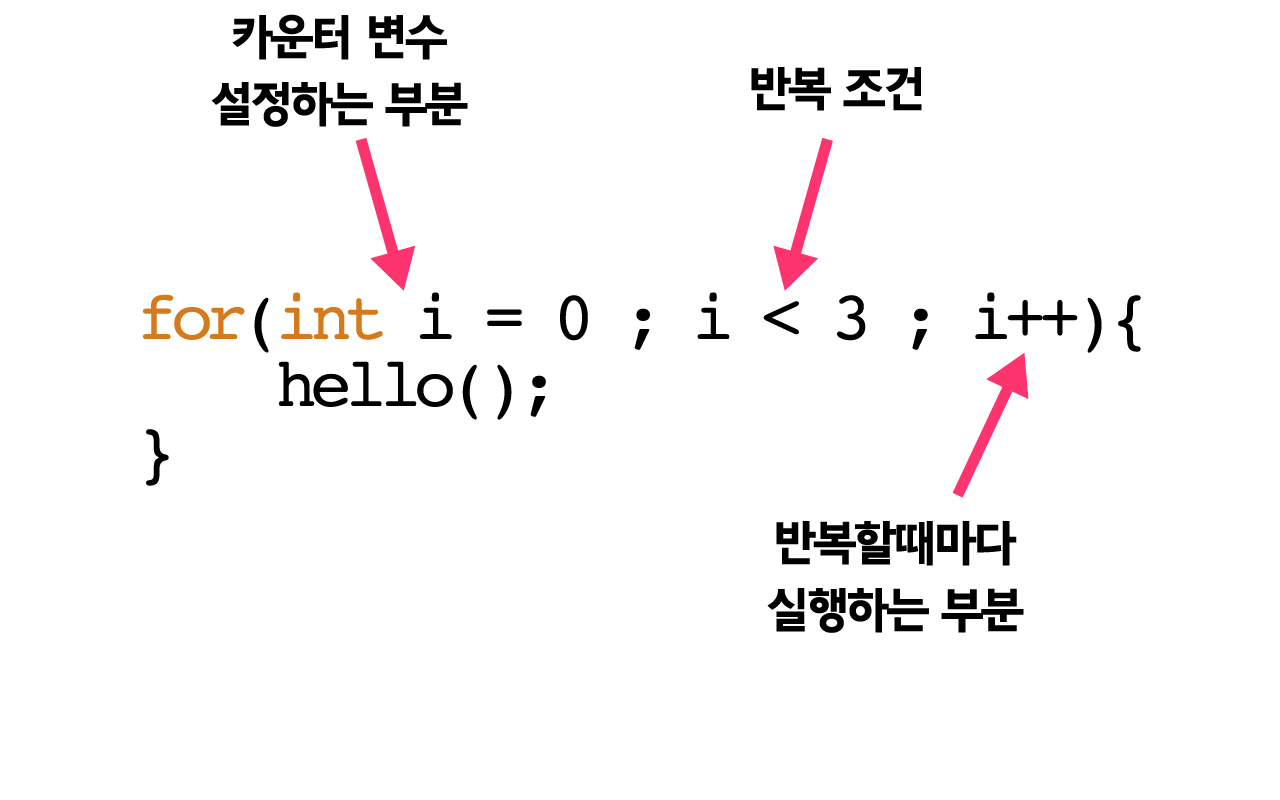 카운터 변수
설정하는 부분
반복 조건
for(int i = 0 ; i < 3 ; i++){
hello();
}
반복할때마다
실행하는 부분